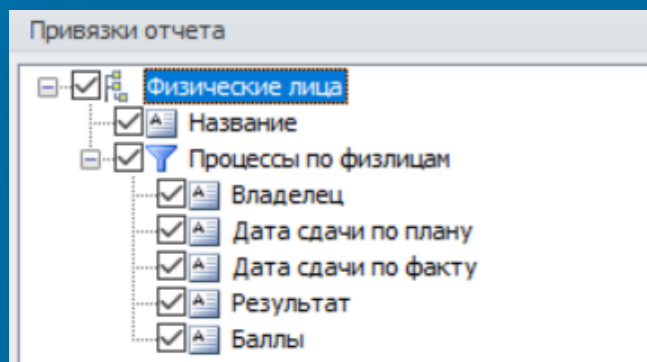 Привязки отчета
Физические лица
Название
Процессы по физлицам
Владелец
Дата сдачи по плану
Дата сдачи по факту
Результат
Баллы